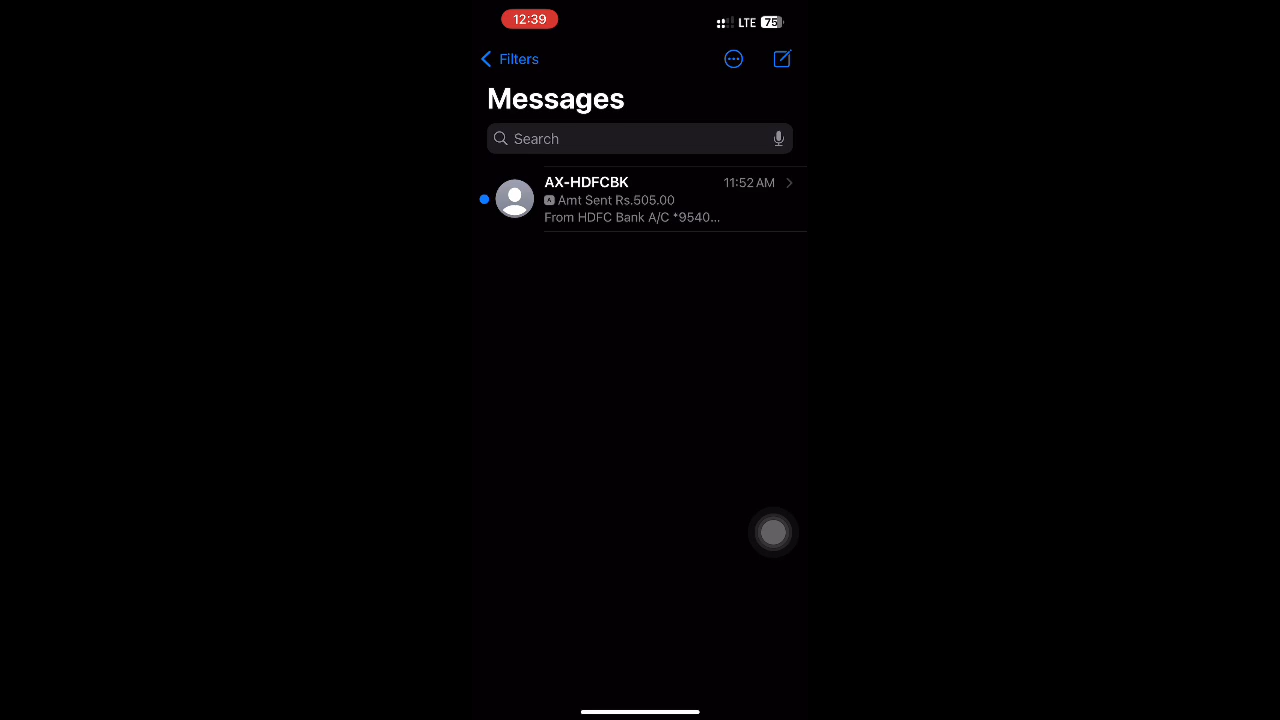 12:39
LTE 75
Filters
Messages
Search
AX-HDFCBK 11:52 AM
Amt Sent Rs.505.00
From HDFC Bank A/C *9540...